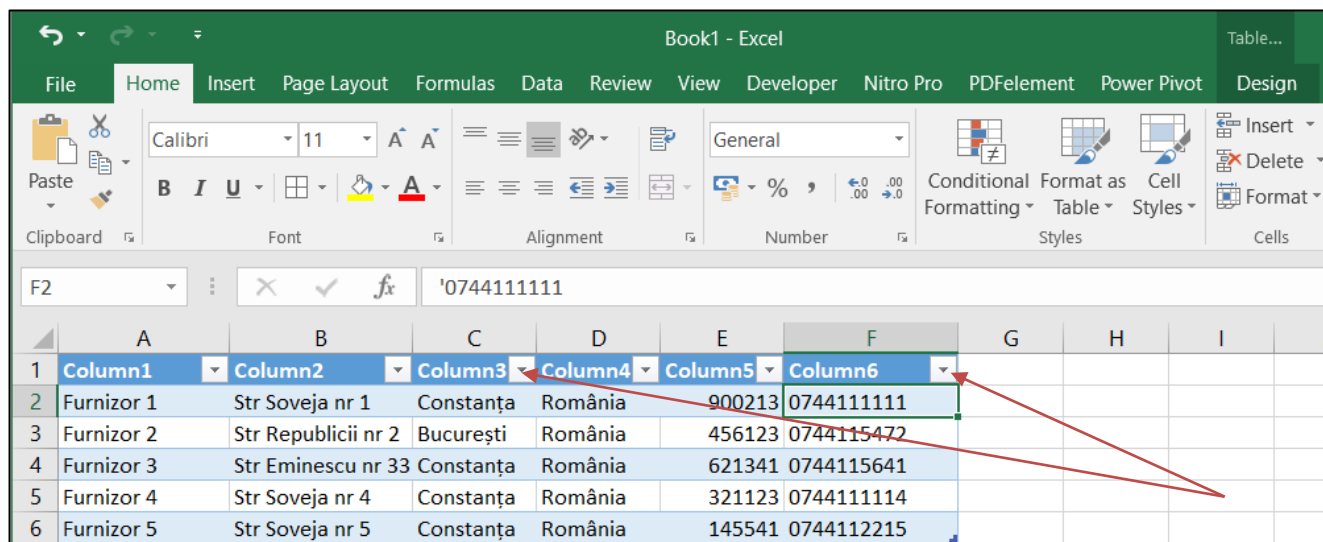 Book1 - Excel
Table...
File Home Insert Page Layout Formulas Data Review View Developer Nitro Pro PDFelement Power Pivot Design
Calibri 11 A A General Insert
Delete
Paste B I U A % , .0 .00 .00 .0 Conditional Formatting Format as Table Cell Styles Format
Clipboard Font Alignment Number Styles Cells
F2 fx '0744111111
A B C D E F G H I
1 Column1 Column2 Column3 Column4 Column5 Column6
2 Furnizor 1 Str Soveja nr 1 Constanța România 900213 0744111111
3 Furnizor 2 Str Republicii nr 2 București România 456123 0744115472
4 Furnizor 3 Str Eminescu nr 33 Constanța România 621341 0744115641
5 Furnizor 4 Str Soveja nr 4 Constanța România 321123 0744111114
6 Furnizor 5 Str Soveja nr 5 Constanța România 145541 0744112215